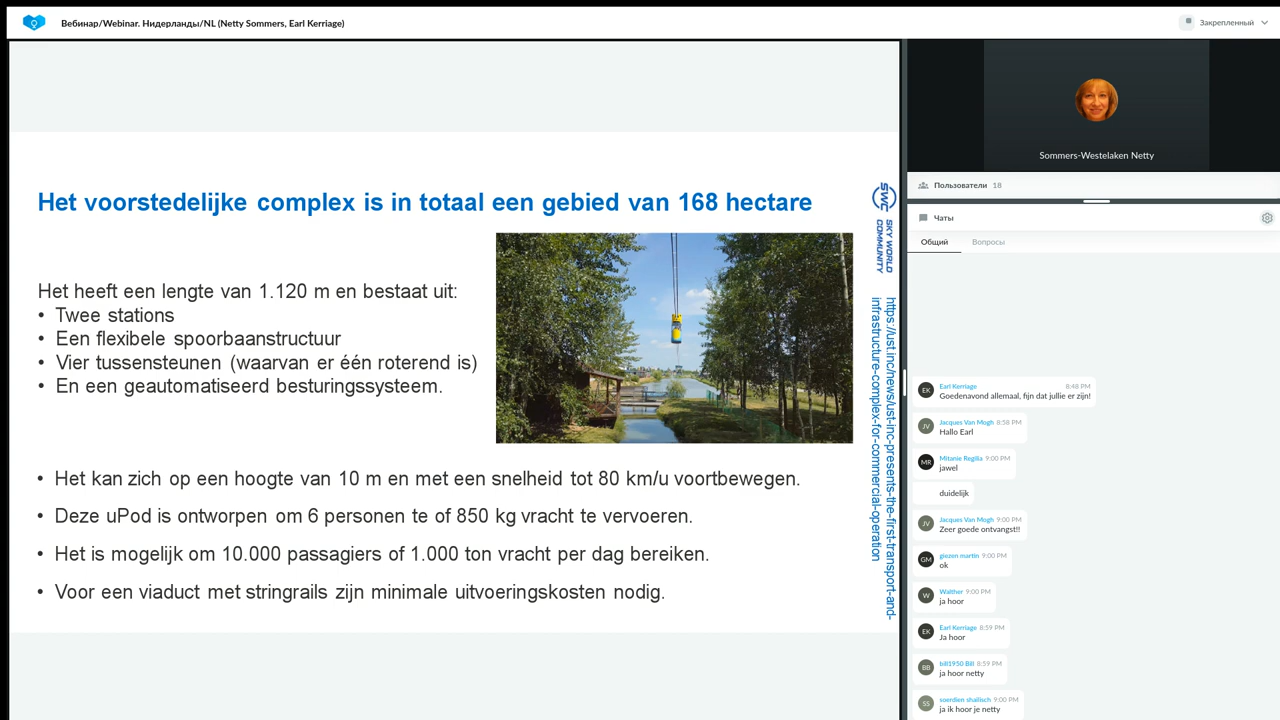 Вебинар/Webinar. Нидерланды/NL (Netty Sommers, Earl Kerriage)
Закрепленный
Het voorstedelijke complex is in totaal een gebied van 168 hectare
Het heeft een lengte van 1.120 m en bestaat uit:
• Twee stations
• Een flexibele spoorbaanstructuur
• Vier tussensteunen (waarvan er één roterend is)
• En een geautomatiseerd besturingssysteem.
• Het kan zich op een hoogte van 10 m en met een snelheid tot 80 km/u voortbewegen.
• Deze uPod is ontworpen om 6 personen te of 850 kg vracht te vervoeren.
• Het is mogelijk om 10.000 passagiers of 1.000 ton vracht per dag bereiken.
• Voor een viaduct met stringrails zijn minimale uitvoeringskosten nodig.
SWC
SKY WORLD
COMMUNITY
https://ust.inc/news/ust-inc-presents-the-first-transport-and-
infrastructure-complex-for-commercial-operation
Sommers-Westelaken Netty
Пользователи 18
Чаты
Общий Вопросы
EK
Earl Kerriage 8:48 PM
Goedenavond allemaal, fijn dat jullie er zijn!
JV
Jacques Van Mogh 8:58 PM
Hallo Earl
MR
Mitanie Regilia 9:00 PM
jawel
duidelijk
JV
Jacques Van Mogh 9:00 PM
Zeer goede ontvangst!!
GM
giezen martin 9:00 PM
ok
W
Walther 9:00 PM
ja hoor
EK
Earl Kerriage 8:59 PM
Ja hoor
BB
bill1950 Bill 8:59 PM
ja hoor netty
SS
soerdien shailisch 9:00 PM
ja ik hoor je netty